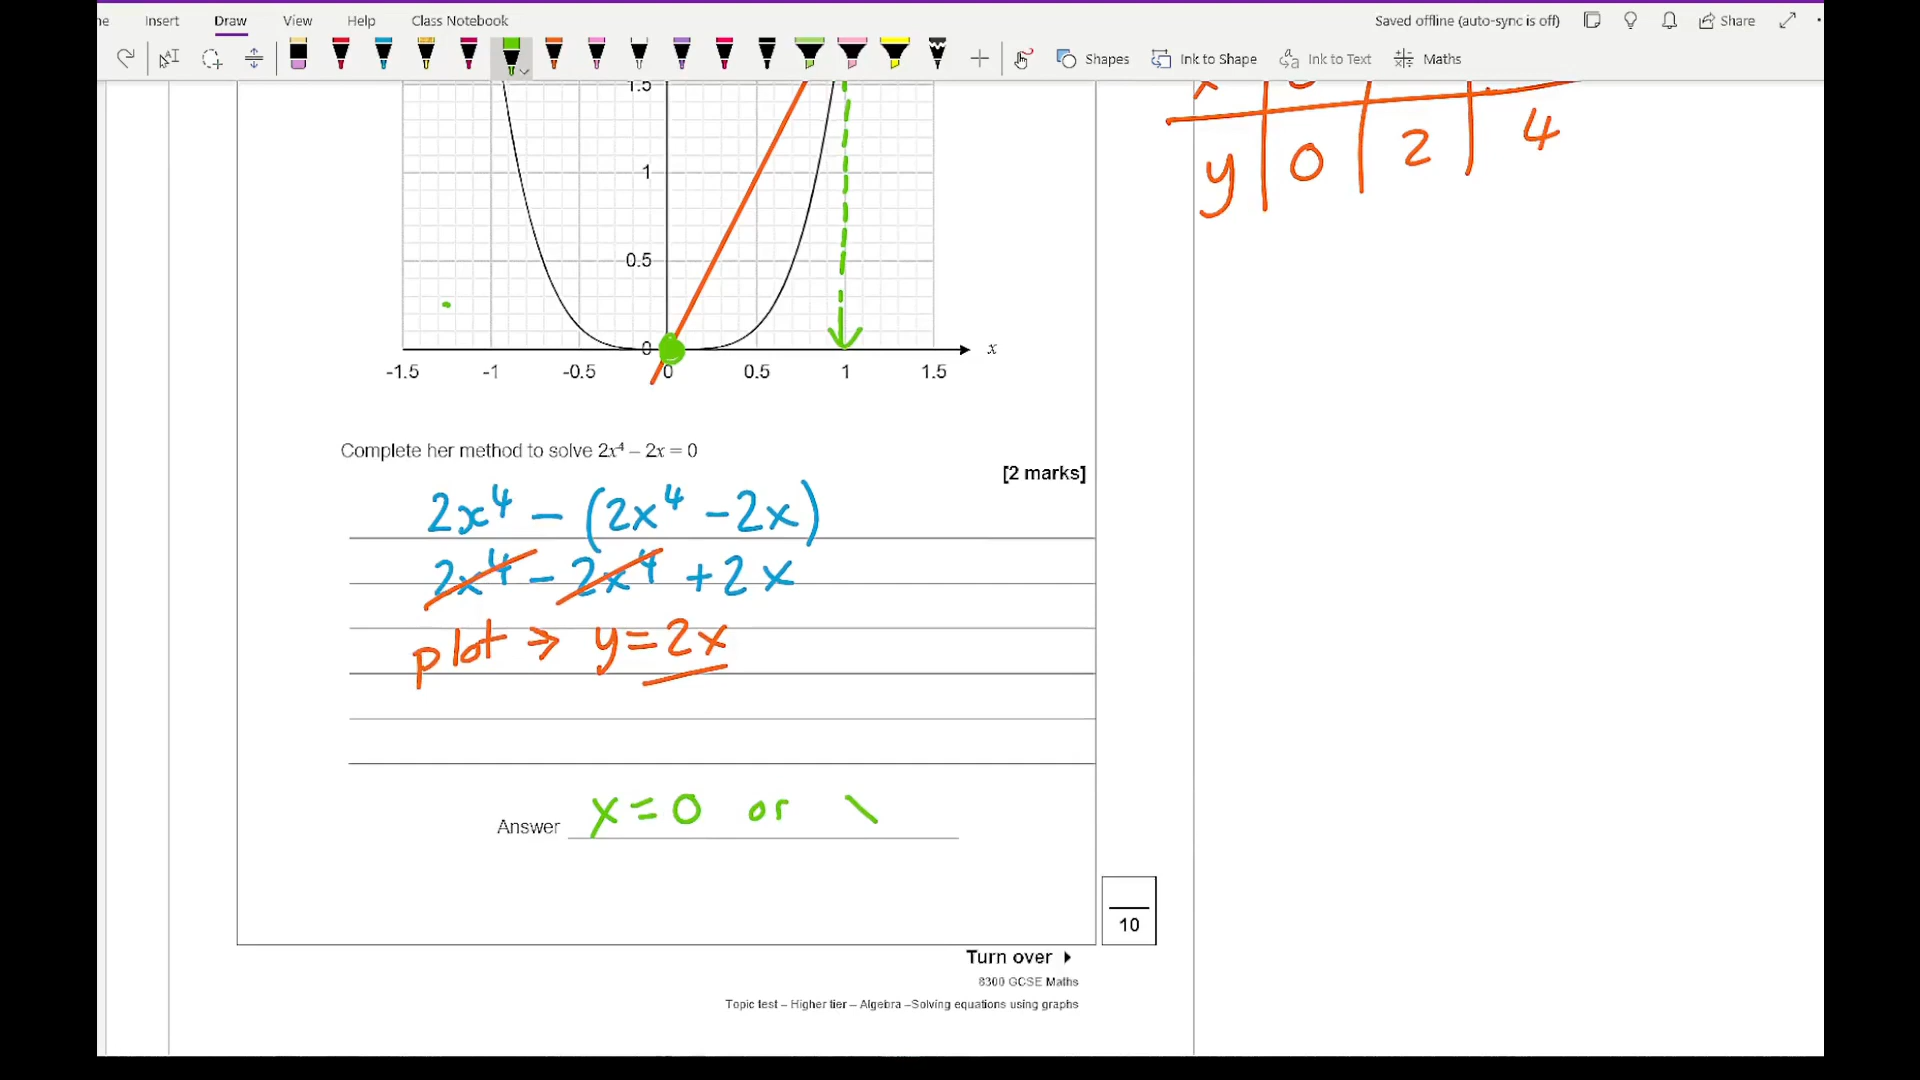 Insert Draw View Help Class Notebook Saved offline (auto-sync is off) Share
Shapes Ink to Shape Ink to Text Maths
1.5
1
0.5
0
x
-1.5 -1 -0.5 0 0.5 1 1.5
y 0 2 4
Complete her method to solve 2x⁴ – 2x = 0
[2 marks]
2x⁴ - (2x⁴ - 2x)
2x⁴ - 2x⁴ + 2x
plot ⇒ y = 2x
Answer x = 0 or
10
Turn over
8300 GCSE Maths
Topic test – Higher tier – Algebra –Solving equations using graphs